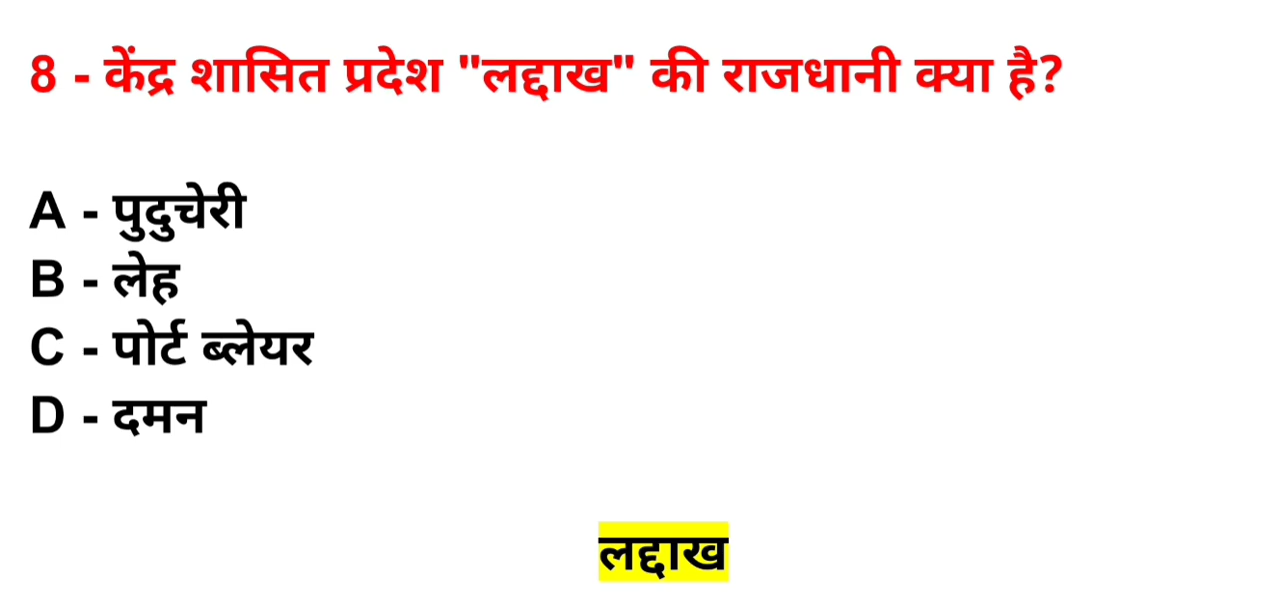 8 - केंद्र शासित प्रदेश "लद्दाख" की राजधानी क्या है?
A - पुदुचेरी
B - लेह
C - पोर्ट ब्लेयर
D - दमन
लद्दाख